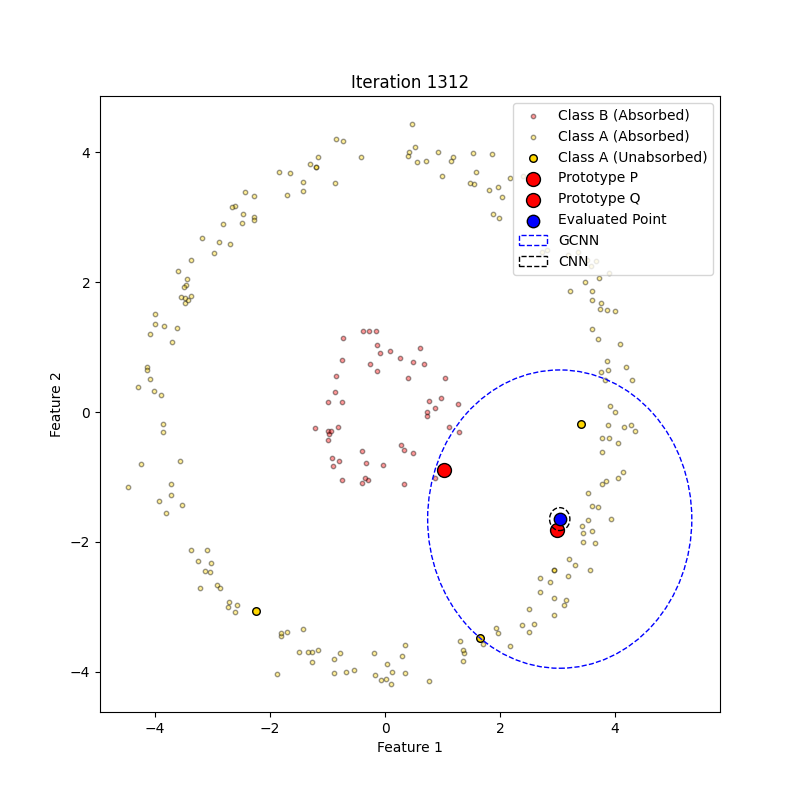 Iteration 1312
Class B (Absorbed)
Class A (Absorbed)
Class A (Unabsorbed)
Prototype P
Prototype Q
Evaluated Point
GCNN
CNN
4
2
0
−2
−4
Feature 2
−4
−2
0
2
4
Feature 1